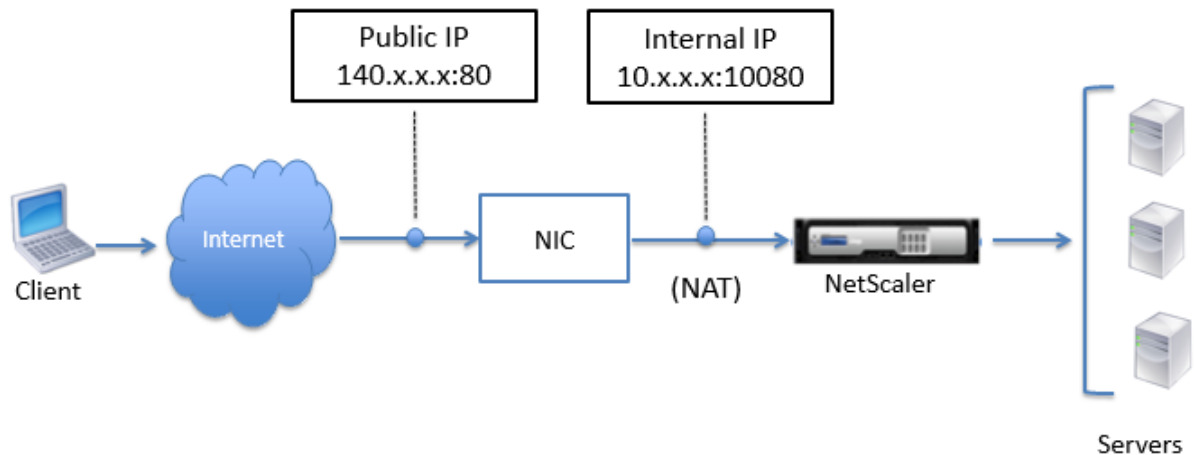 Public IP
140.x.x.x:80
Internal IP
10.x.x.x:10080
Internet
NIC
Client
(NAT)
NetScaler
Servers